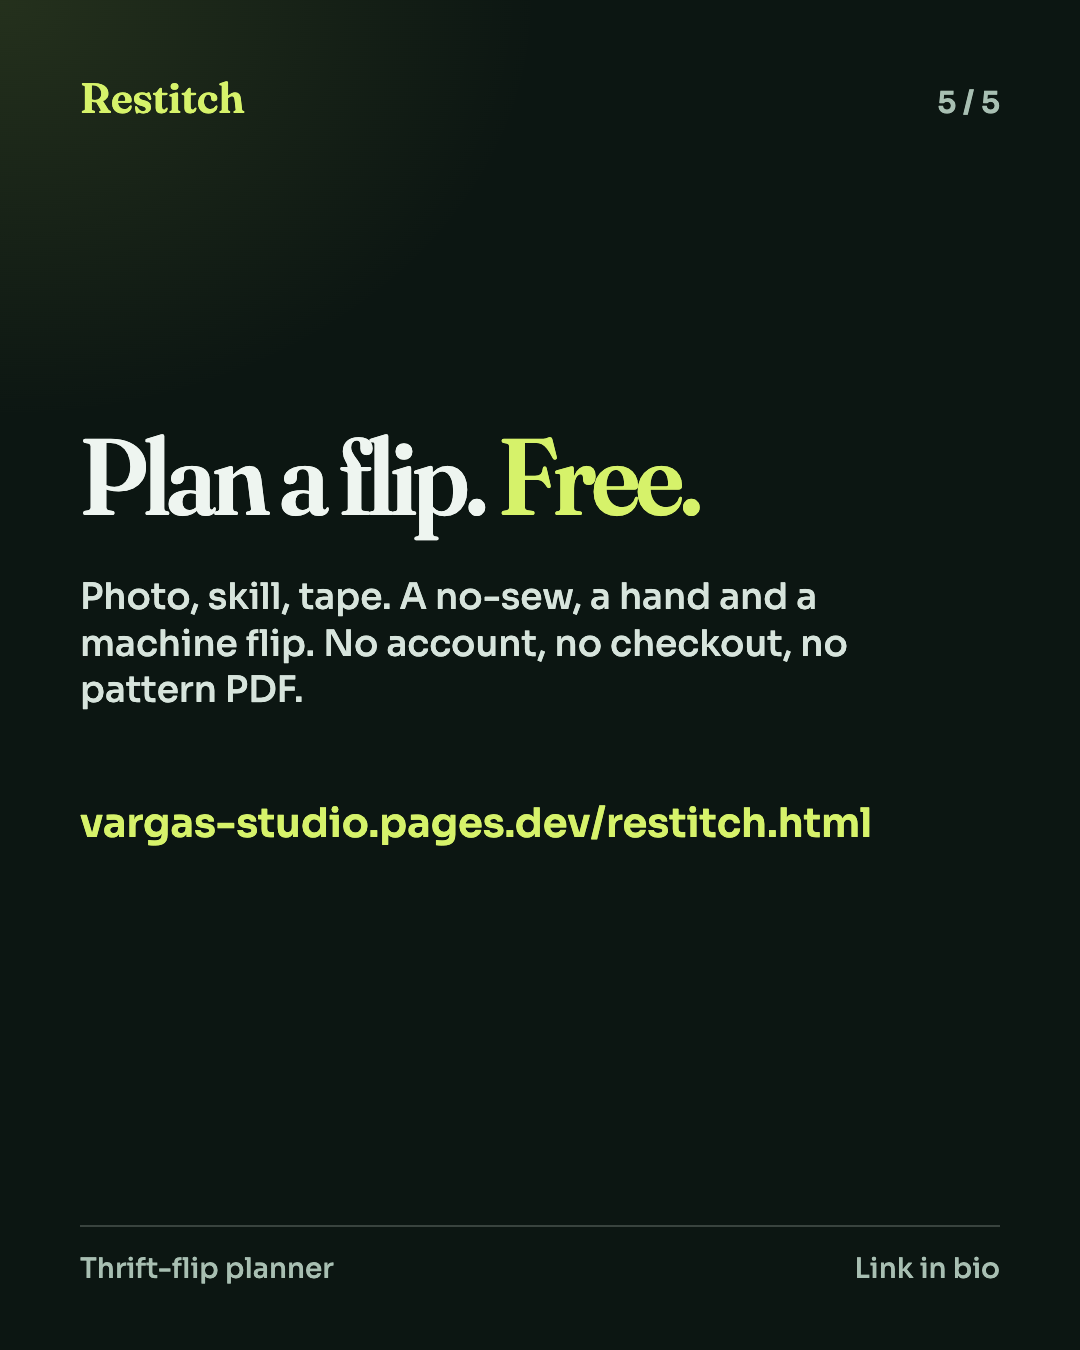 Restitch
5 / 5
Plan a flip. Free.
Photo, skill, tape. A no-sew, a hand and a
machine flip. No account, no checkout, no
pattern PDF.
vargas-studio.pages.dev/restitch.html
Thrift-flip planner
Link in bio